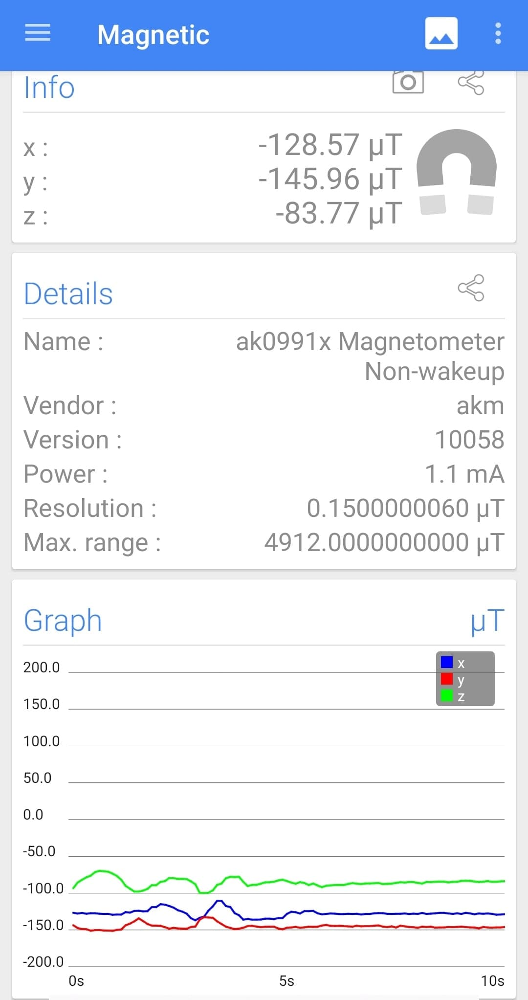 Magnetic
Info
x : -128.57 µT
y : -145.96 µT
z : -83.77 µT
Details
Name : ak0991x Magnetometer
Non-wakeup
Vendor : akm
Version : 10058
Power : 1.1 mA
Resolution : 0.1500000060 µT
Max. range : 4912.0000000000 µT
Graph µT
x
200.0
y
z
150.0
100.0
50.0
0.0
-50.0
-100.0
-150.0
-200.0
0s 5s 10s